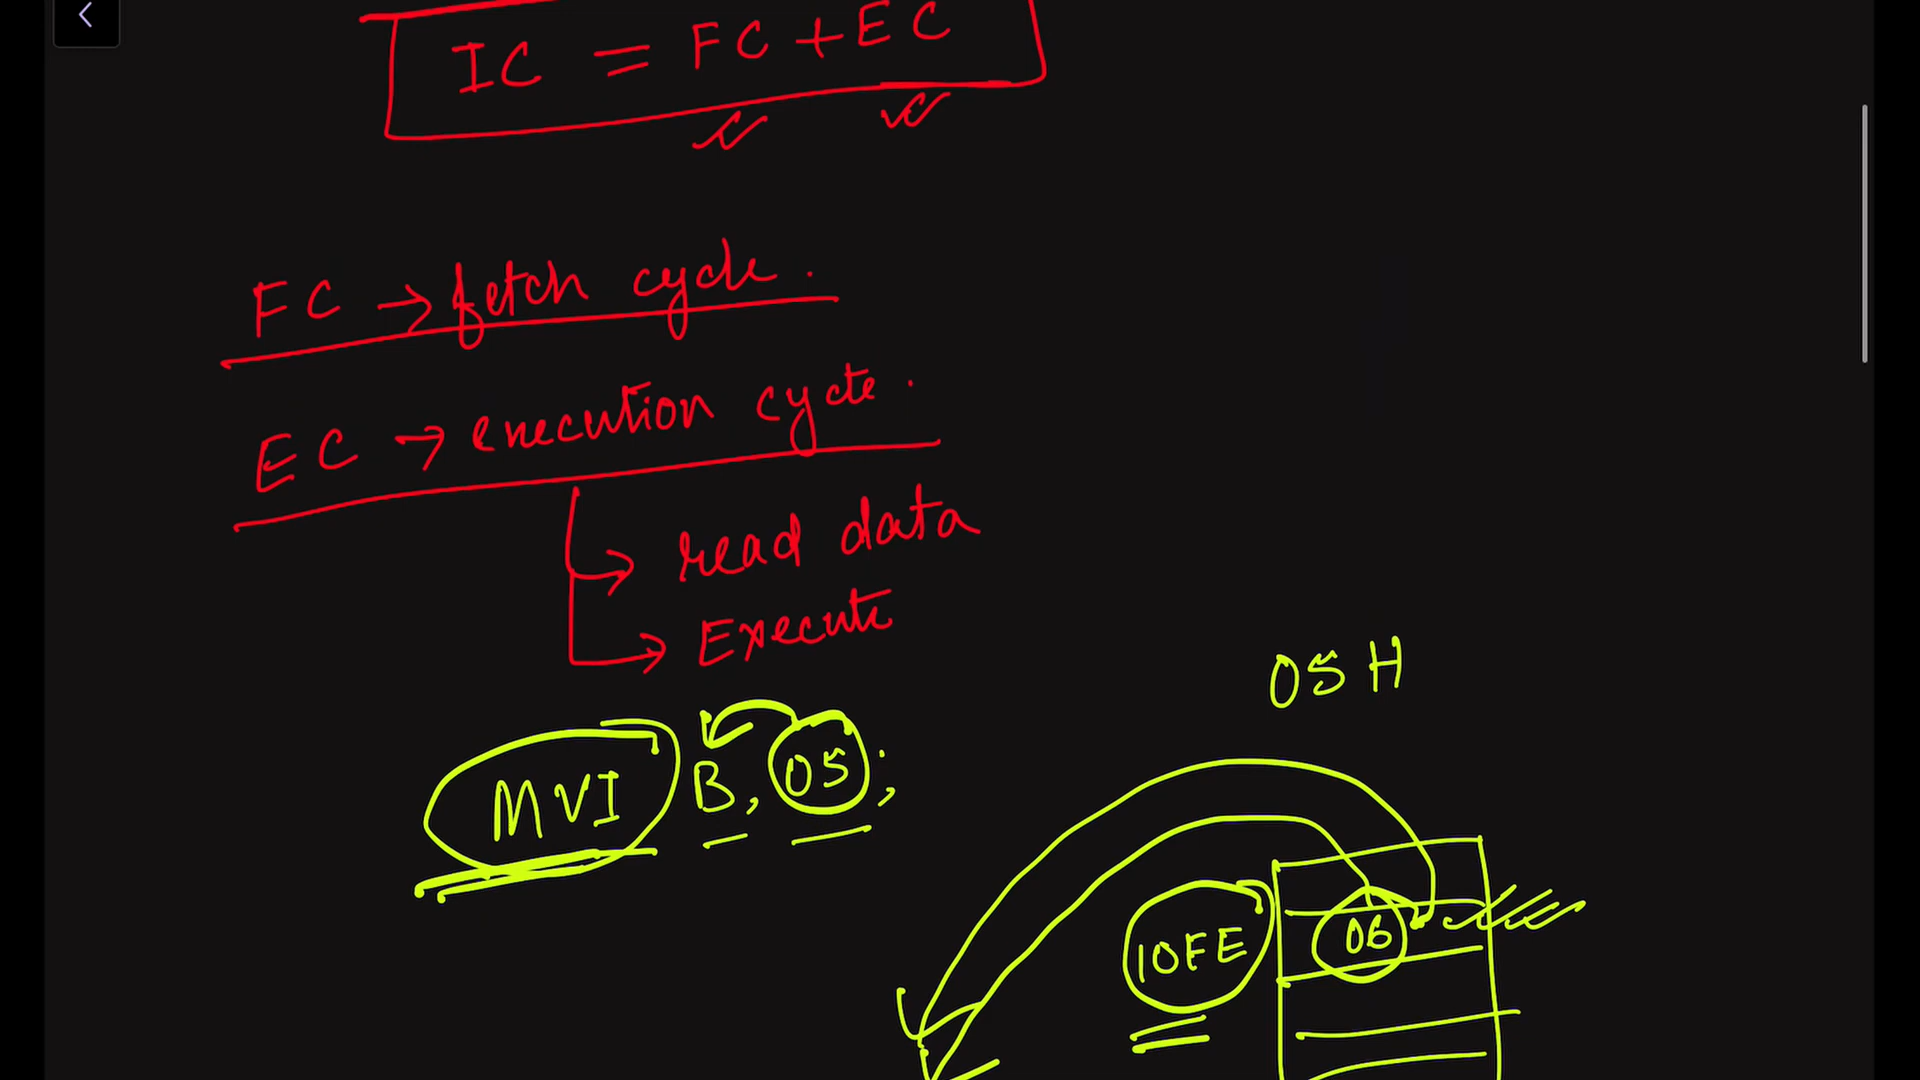 IC = FC + EC
FC → fetch cycle.
EC → execution cycle.
→ read data
→ Execute
05 H
MVI B, 05;
10FE 06